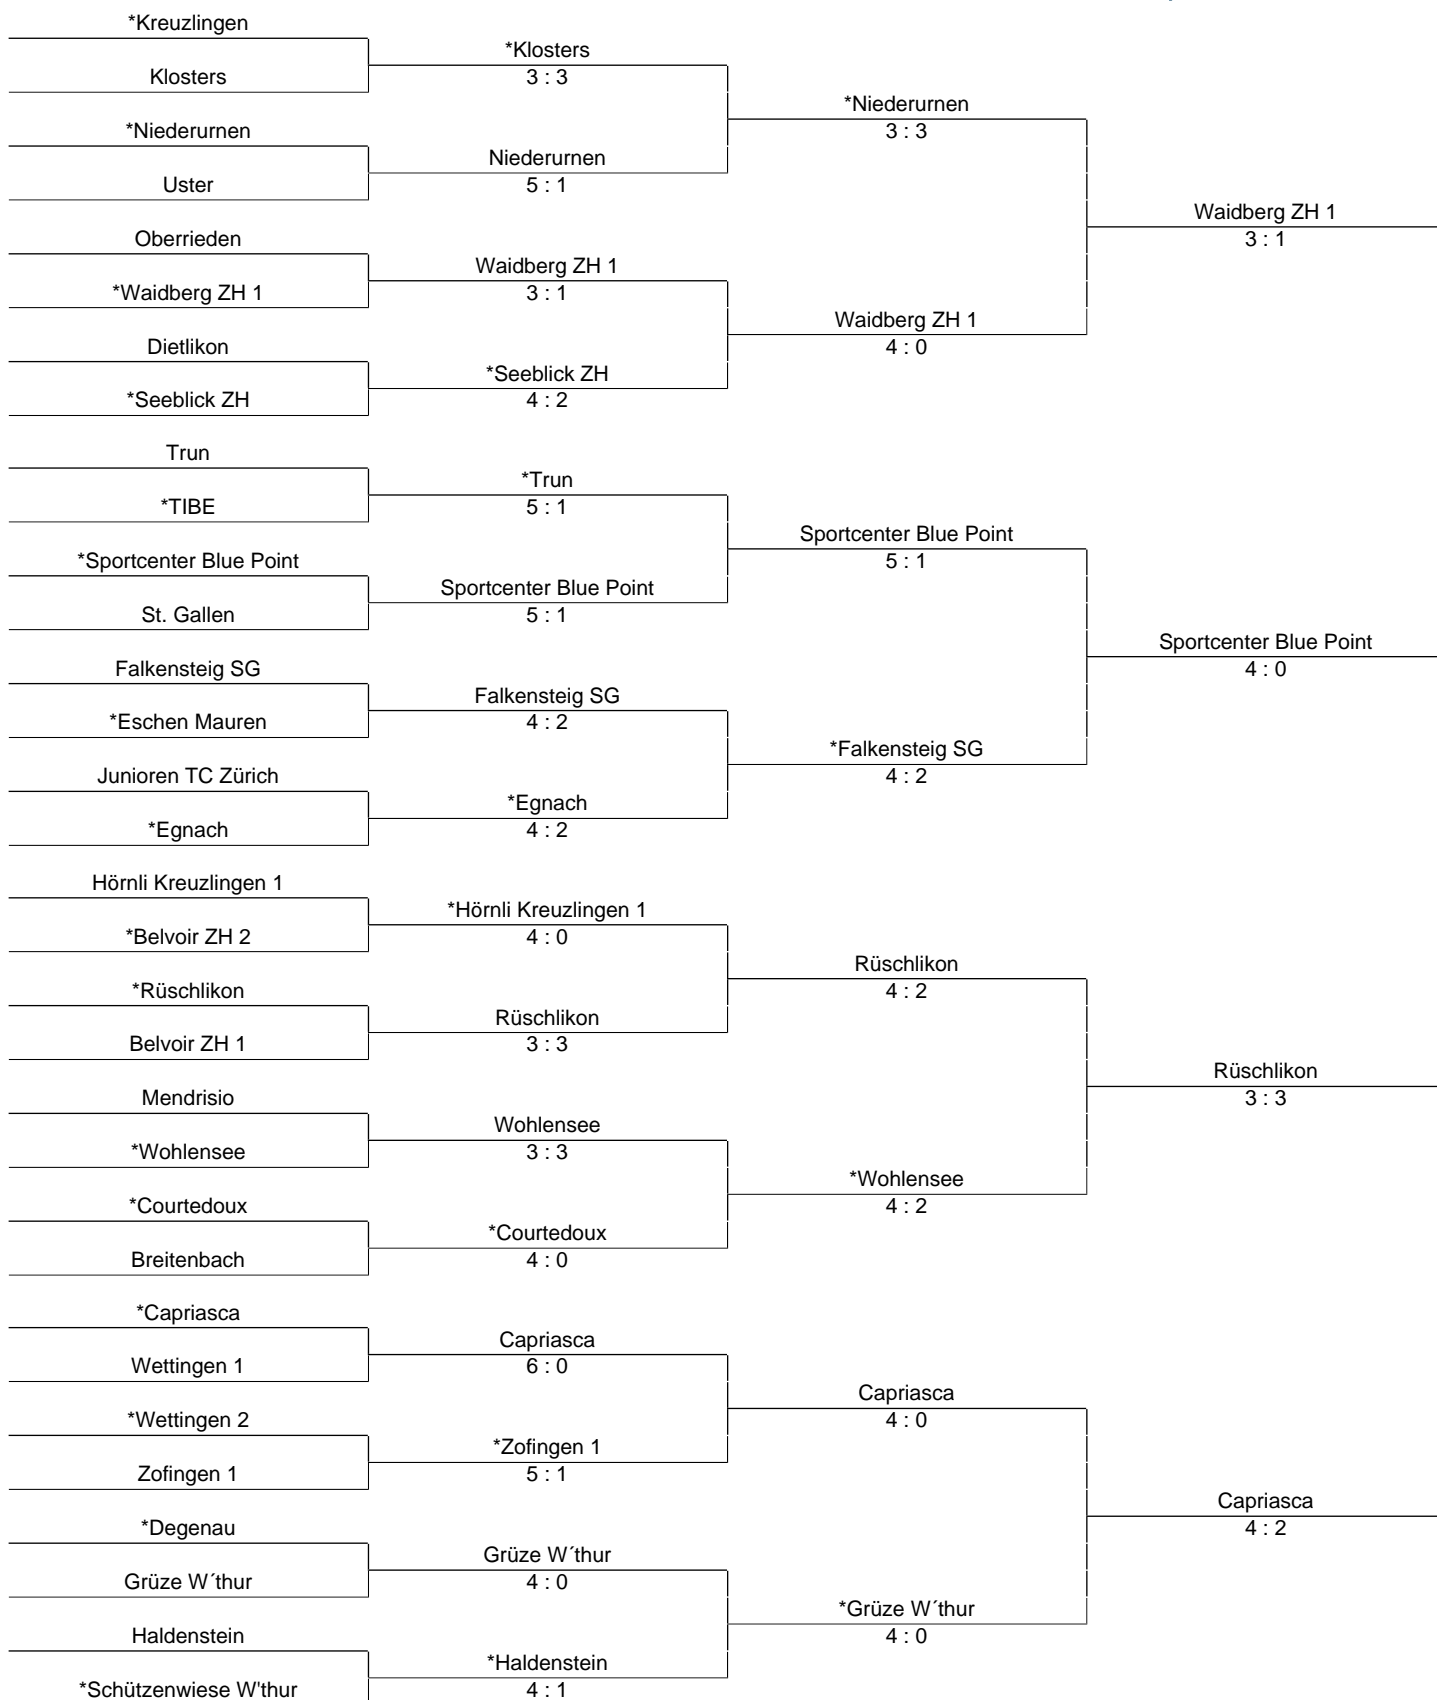 *Kreuzlingen
*Klosters
Klosters
3 : 3
*Niederurnen
*Niederurnen
3 : 3
Niederurnen
Uster
5 : 1
Waidberg ZH 1
Oberrieden
3 : 1
Waidberg ZH 1
*Waidberg ZH 1
3 : 1
Waidberg ZH 1
Dietlikon
4 : 0
*Seeblick ZH
*Seeblick ZH
4 : 2
Trun
*Trun
*TIBE
5 : 1
Sportcenter Blue Point
*Sportcenter Blue Point
5 : 1
Sportcenter Blue Point
St. Gallen
5 : 1
Sportcenter Blue Point
Falkensteig SG
4 : 0
Falkensteig SG
*Eschen Mauren
4 : 2
*Falkensteig SG
Junioren TC Zürich
4 : 2
*Egnach
*Egnach
4 : 2
Hörnli Kreuzlingen 1
*Hörnli Kreuzlingen 1
*Belvoir ZH 2
4 : 0
Rüschlikon
*Rüschlikon
4 : 2
Rüschlikon
Belvoir ZH 1
3 : 3
Rüschlikon
Mendrisio
3 : 3
Wohlensee
*Wohlensee
3 : 3
*Wohlensee
*Courtedoux
4 : 2
*Courtedoux
Breitenbach
4 : 0
*Capriasca
Capriasca
Wettingen 1
6 : 0
Capriasca
*Wettingen 2
4 : 0
*Zofingen 1
Zofingen 1
5 : 1
Capriasca
*Degenau
4 : 2
Grüze W´thur
Grüze W´thur
4 : 0
*Grüze W´thur
Haldenstein
4 : 0
*Haldenstein
*Schützenwiese W'thur
4 : 1